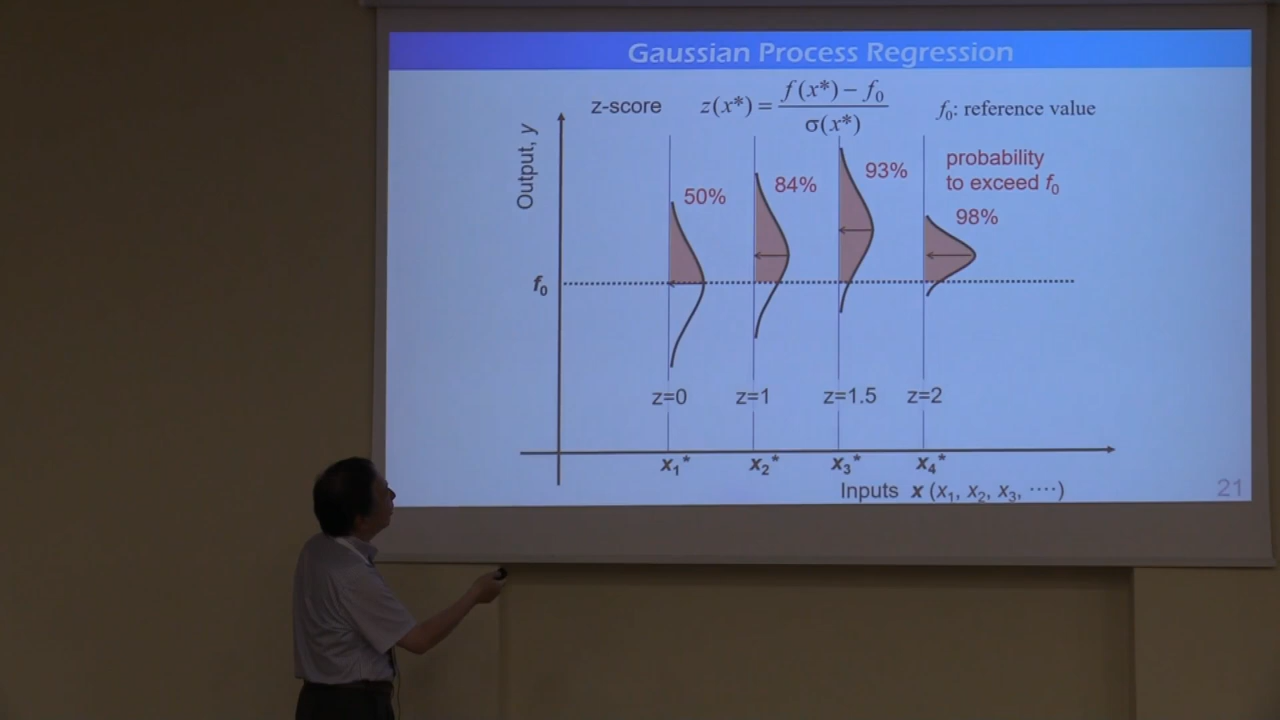 Gaussian Process Regression
z-score z(x*) = f(x*) − f₀ / σ(x*) f₀: reference value
Output, y
50%
84%
93%
probability
to exceed f₀
98%
f₀
z=0 z=1 z=1.5 z=2
x₁* x₂* x₃* x₄*
Inputs x (x₁, x₂, x₃, ····)
21